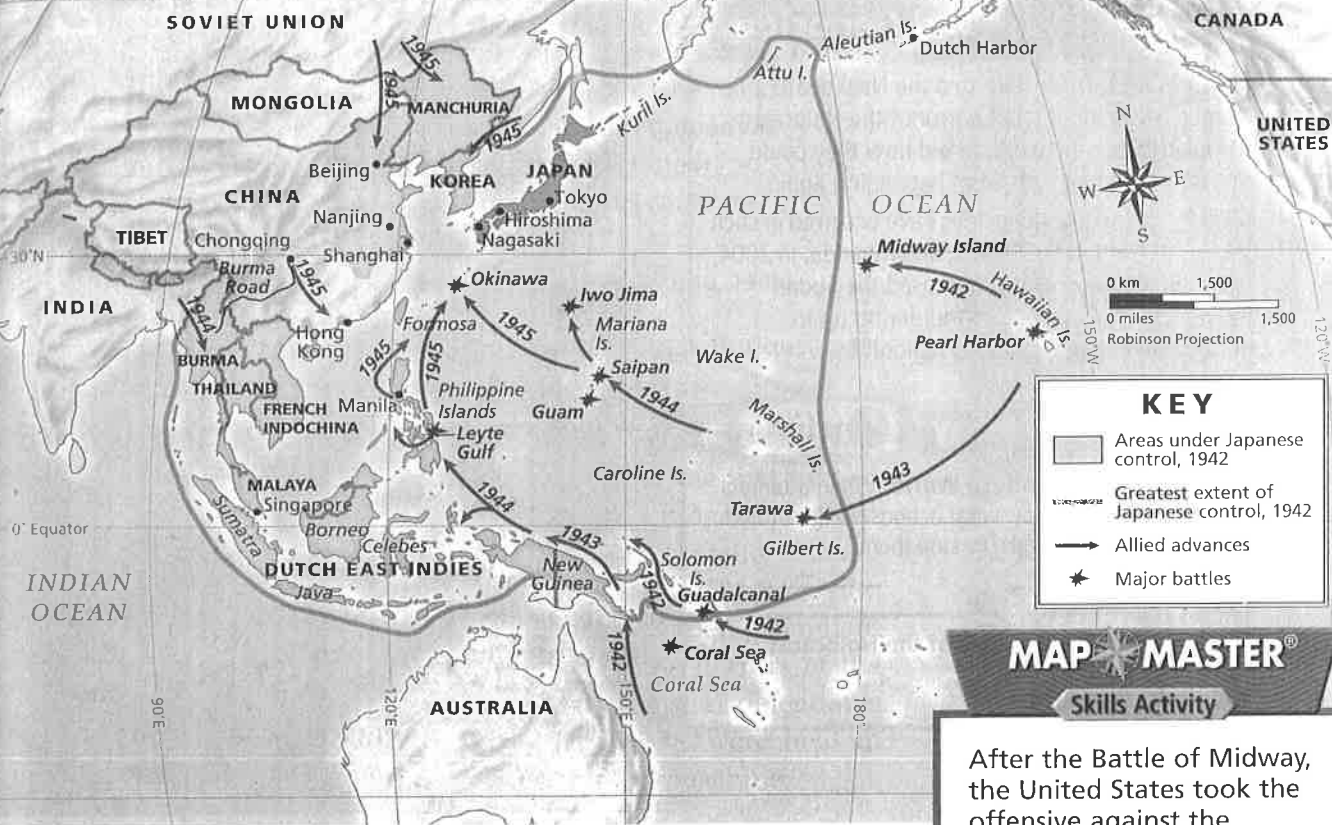 SOVIET UNION
CANADA
Aleutian Is.
Dutch Harbor
Attu I.
1945
1945
MONGOLIA
MANCHURIA
Kuril Is.
UNITED
STATES
N
W
E
S
1945
Beijing
KOREA
JAPAN
CHINA
Tokyo
PACIFIC OCEAN
Nanjing
Hiroshima
TIBET
Chongqing
Shanghai
Nagasaki
Midway Island
30°N
Burma
Road
Okinawa
1942
Hawaiian Is.
0 km
1,500
0 miles
1,500
Robinson Projection
INDIA
1944
1945
Iwo Jima
Hong
Kong
Formosa
1945
Mariana
Is.
Pearl Harbor
150°W
120°W
BURMA
1945
1945
Wake I.
Saipan
THAILAND
Philippine
Islands
FRENCH
INDOCHINA
Manila
Guam
1944
Marshall Is.
Leyte
Gulf
KEY
Areas under Japanese
control, 1942
Greatest extent of
Japanese control, 1942
Allied advances
Major battles
Caroline Is.
1943
MALAYA
Singapore
1944
Tarawa
Sumatra
Borneo
0° Equator
Celebes
1943
Gilbert Is.
DUTCH EAST INDIES
New
Guinea
Solomon
Is.
INDIAN
OCEAN
Java
1942
Guadalcanal
1942
1942
Coral Sea
Coral Sea
90°E
120°E
150°E
180°
AUSTRALIA
MAP MASTER®
Skills Activity
After the Battle of Midway,
the United States took the
offensive against the